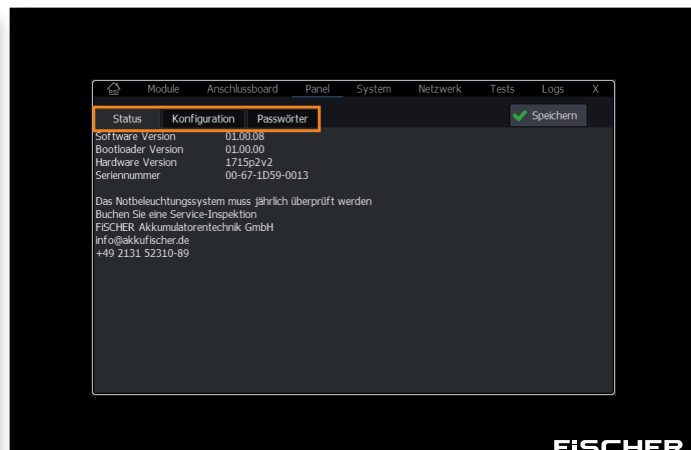 Module Anschlussboard Panel System Netzwerk Tests Logs X
Status Konfiguration Passwörter Speichern
Software Version 01.00.08
Bootloader Version 01.00.00
Hardware Version 1715p2v2
Seriennummer 00-67-1D59-0013
Das Notbeleuchtungssystem muss jährlich überprüft werden
Buchen Sie eine Service-Inspektion
FISCHER Akkumulatorentechnik GmbH
info@akkufischer.de
+49 2131 52310-89
FiSCHER